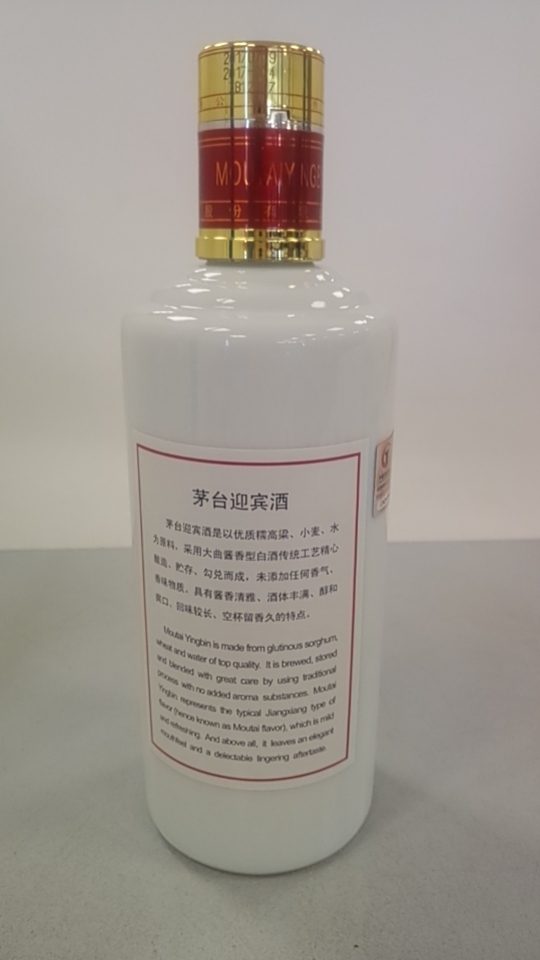 MOUTAIY NGB
股 份 有
茅台迎宾酒
茅台迎宾酒是以优质糯高粱、小麦、水
为原料、采用大曲酱香型白酒传统工艺精心
酿造、贮存、勾兑而成，未添加任何香气、
香味物质。具有酱香清雅、酒体丰满、醇和
爽口、回味较长、空杯留香久的特点。
Moutai Yingbin is made from glutinous sorghum,
wheat and water of top quality. It is brewed, stored
and blended with great care by using traditional
process with no added aroma substances. Moutai
Yingbin represents the typical Jiangxiang type of
flavor (hence known as Moutai flavor), which is mild
and refreshing. And above all, it leaves an elegant
mouthfeel and a delectable lingering aftertaste.